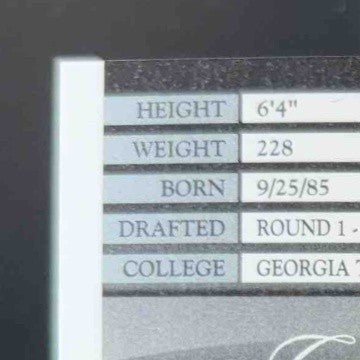 HEIGHT 6'4"
WEIGHT 228
BORN 9/25/85
DRAFTED ROUND 1 -
COLLEGE GEORGIA